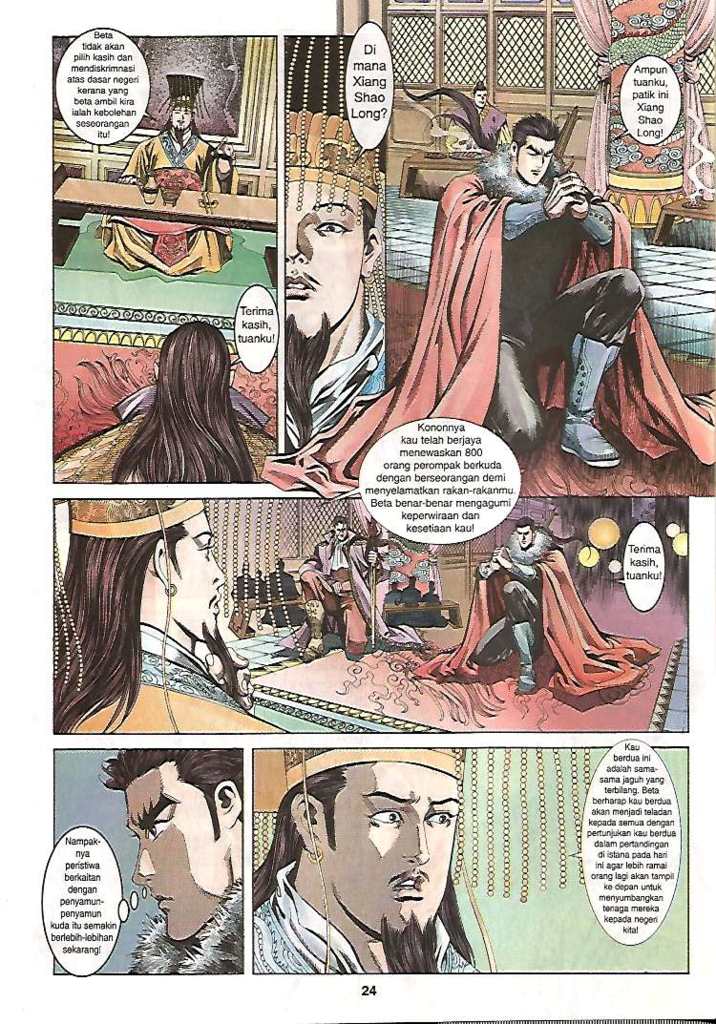 Beta
tidak akan
pilih kasih dan
mendiskrimnasi
atas dasar negeri
kerana yang
beta ambil kira
ialah kebolehan
seseorangan
itu!
Terima
kasih,
tuanku!
Di
mana
Xiang
Shao
Long?
Ampun
tuanku,
patik ini
Xiang
Shao
Long!
Kononnya
kau telah berjaya
menewaskan 800
orang perompak berkuda
dengan berseorangan demi
menyelamatkan rakan-rakanmu.
Beta benar-benar mengagumi
keperwiraan dan
kesetiaan kau!
Terima
kasih,
tuanku!
Nampak-
nya
peristiwa
berkaitan
dengan
penyamun-
penyamun
kuda itu semakin
berlebih-lebihan
sekarang!
Kau
berdua ini
adalah sama-
sama jaguh yang
terbilang. Beta
berharap kau berdua
akan menjadi teladan
kepada semua dengan
pertunjukan kau berdua
dalam pertandingan
di istana pada hari
ini agar lebih ramai
orang lagi akan tampil
ke depan untuk
menyumbangkan
tenaga mereka
kepada negeri
kita!
24